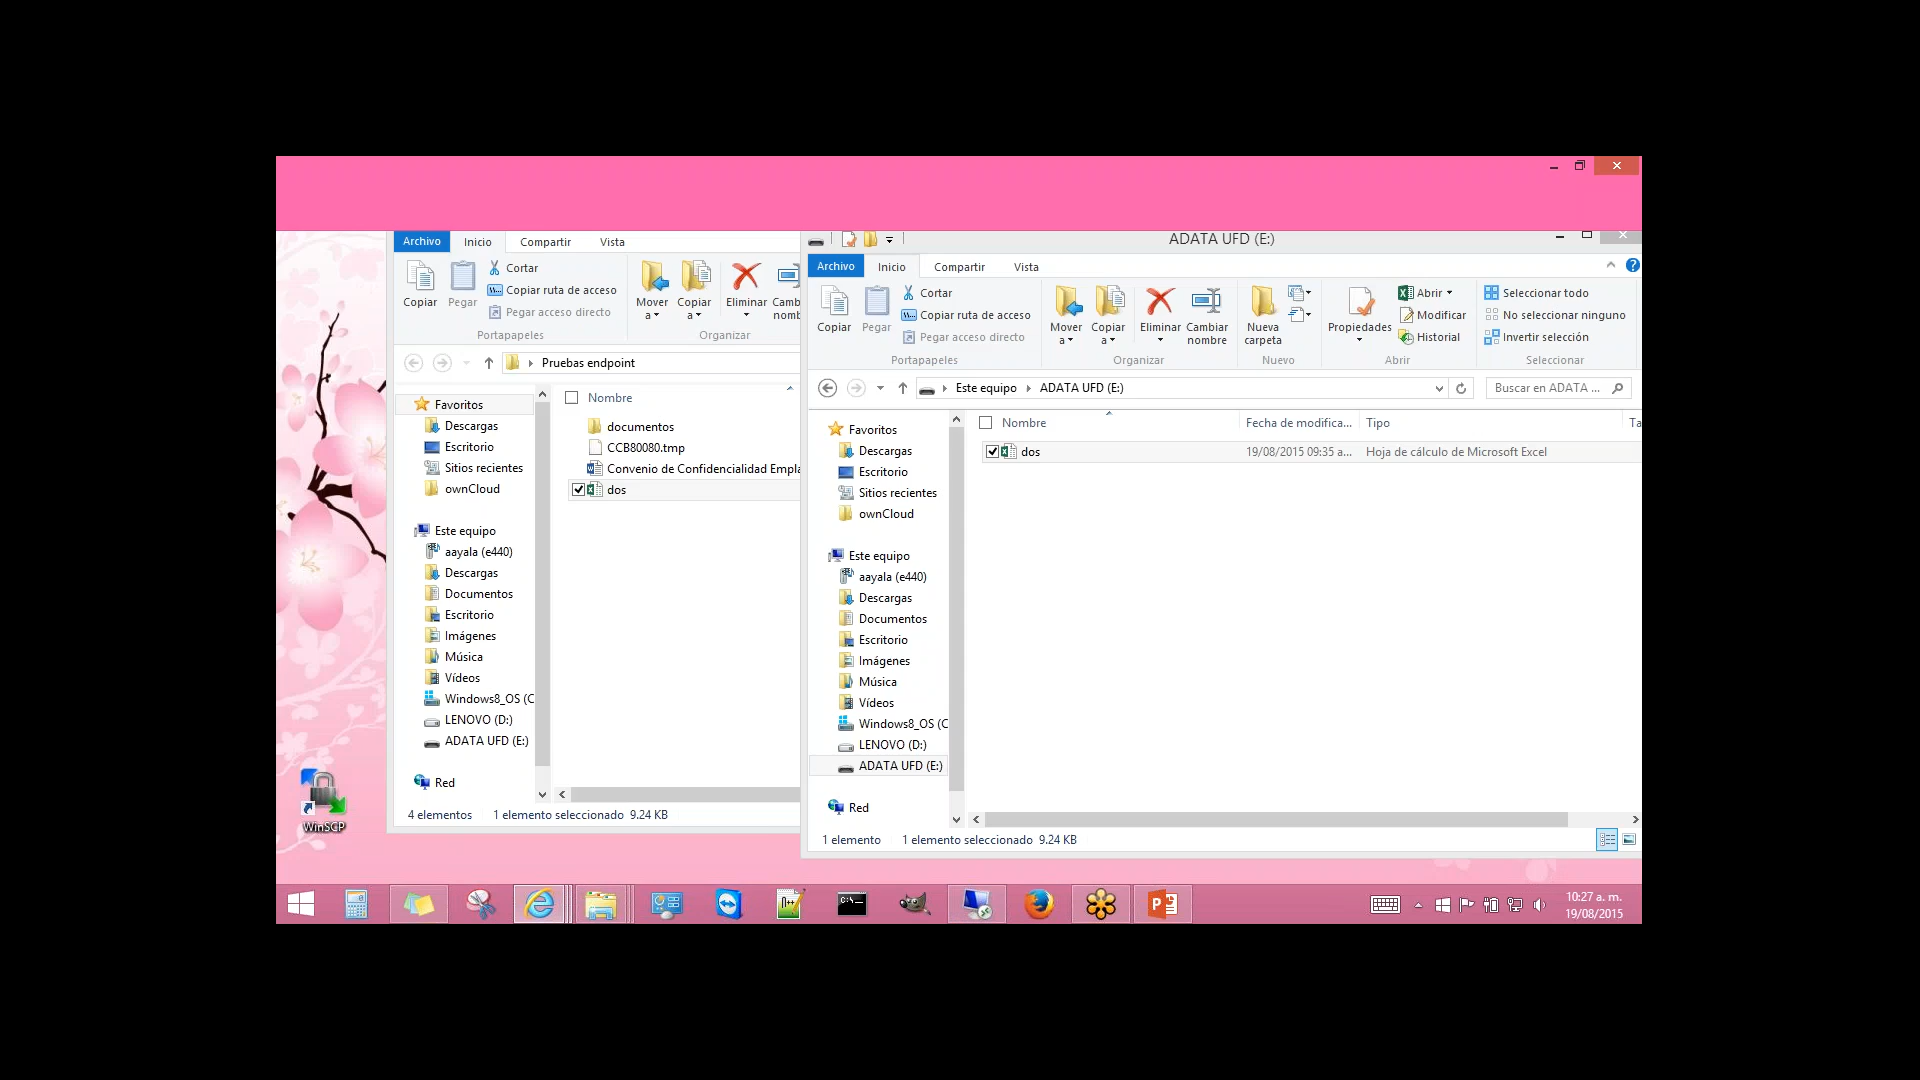 Archivo Inicio Compartir Vista
Copiar
Pegar
Cortar
Copiar ruta de acceso
Pegar acceso directo
Portapapeles
Mover a
Copiar a
Eliminar
Organizar
Pruebas endpoint
Favoritos
Descargas
Escritorio
Sitios recientes
ownCloud
Este equipo
aayala (e440)
Descargas
Documentos
Escritorio
Imágenes
Música
Vídeos
Windows8_OS (C
LENOVO (D:)
ADATA UFD (E:)
Red
Nombre
documentos
CCB80080.tmp
Convenio de Confidencialidad Empla
dos
4 elementos 1 elemento seleccionado 9.24 KB
ADATA UFD (E:)
Archivo Inicio Compartir Vista
Copiar
Pegar
Cortar
Copiar ruta de acceso
Pegar acceso directo
Portapapeles
Mover a
Copiar a
Eliminar
Cambiar nombre
Organizar
Nueva carpeta
Nuevo
Propiedades
Abrir
Modificar
Historial
Abrir
Seleccionar todo
No seleccionar ninguno
Invertir selección
Seleccionar
Este equipo ADATA UFD (E:)
Buscar en ADATA ...
Favoritos
Descargas
Escritorio
Sitios recientes
ownCloud
Este equipo
aayala (e440)
Descargas
Documentos
Escritorio
Imágenes
Música
Vídeos
Windows8_OS (C
LENOVO (D:)
ADATA UFD (E:)
Red
Nombre Fecha de modifica... Tipo Ta
dos 19/08/2015 09:35 a... Hoja de cálculo de Microsoft Excel
1 elemento 1 elemento seleccionado 9.24 KB
WinSCP
10:27 a. m.
19/08/2015